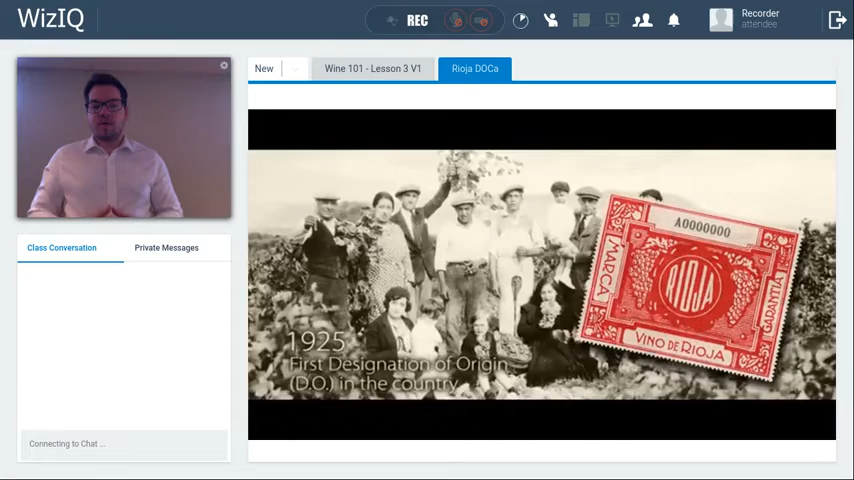 WizIQ
REC
Recorder
attendee
New
Wine 101 - Lesson 3 V1
Rioja DOCa
Class Conversation
Private Messages
Connecting to Chat ...
A0000000
MARCA
RIOJA
GARANTIA
VINO DE RIOJA
1925
First Designation of Origin
(D.O.) in the country